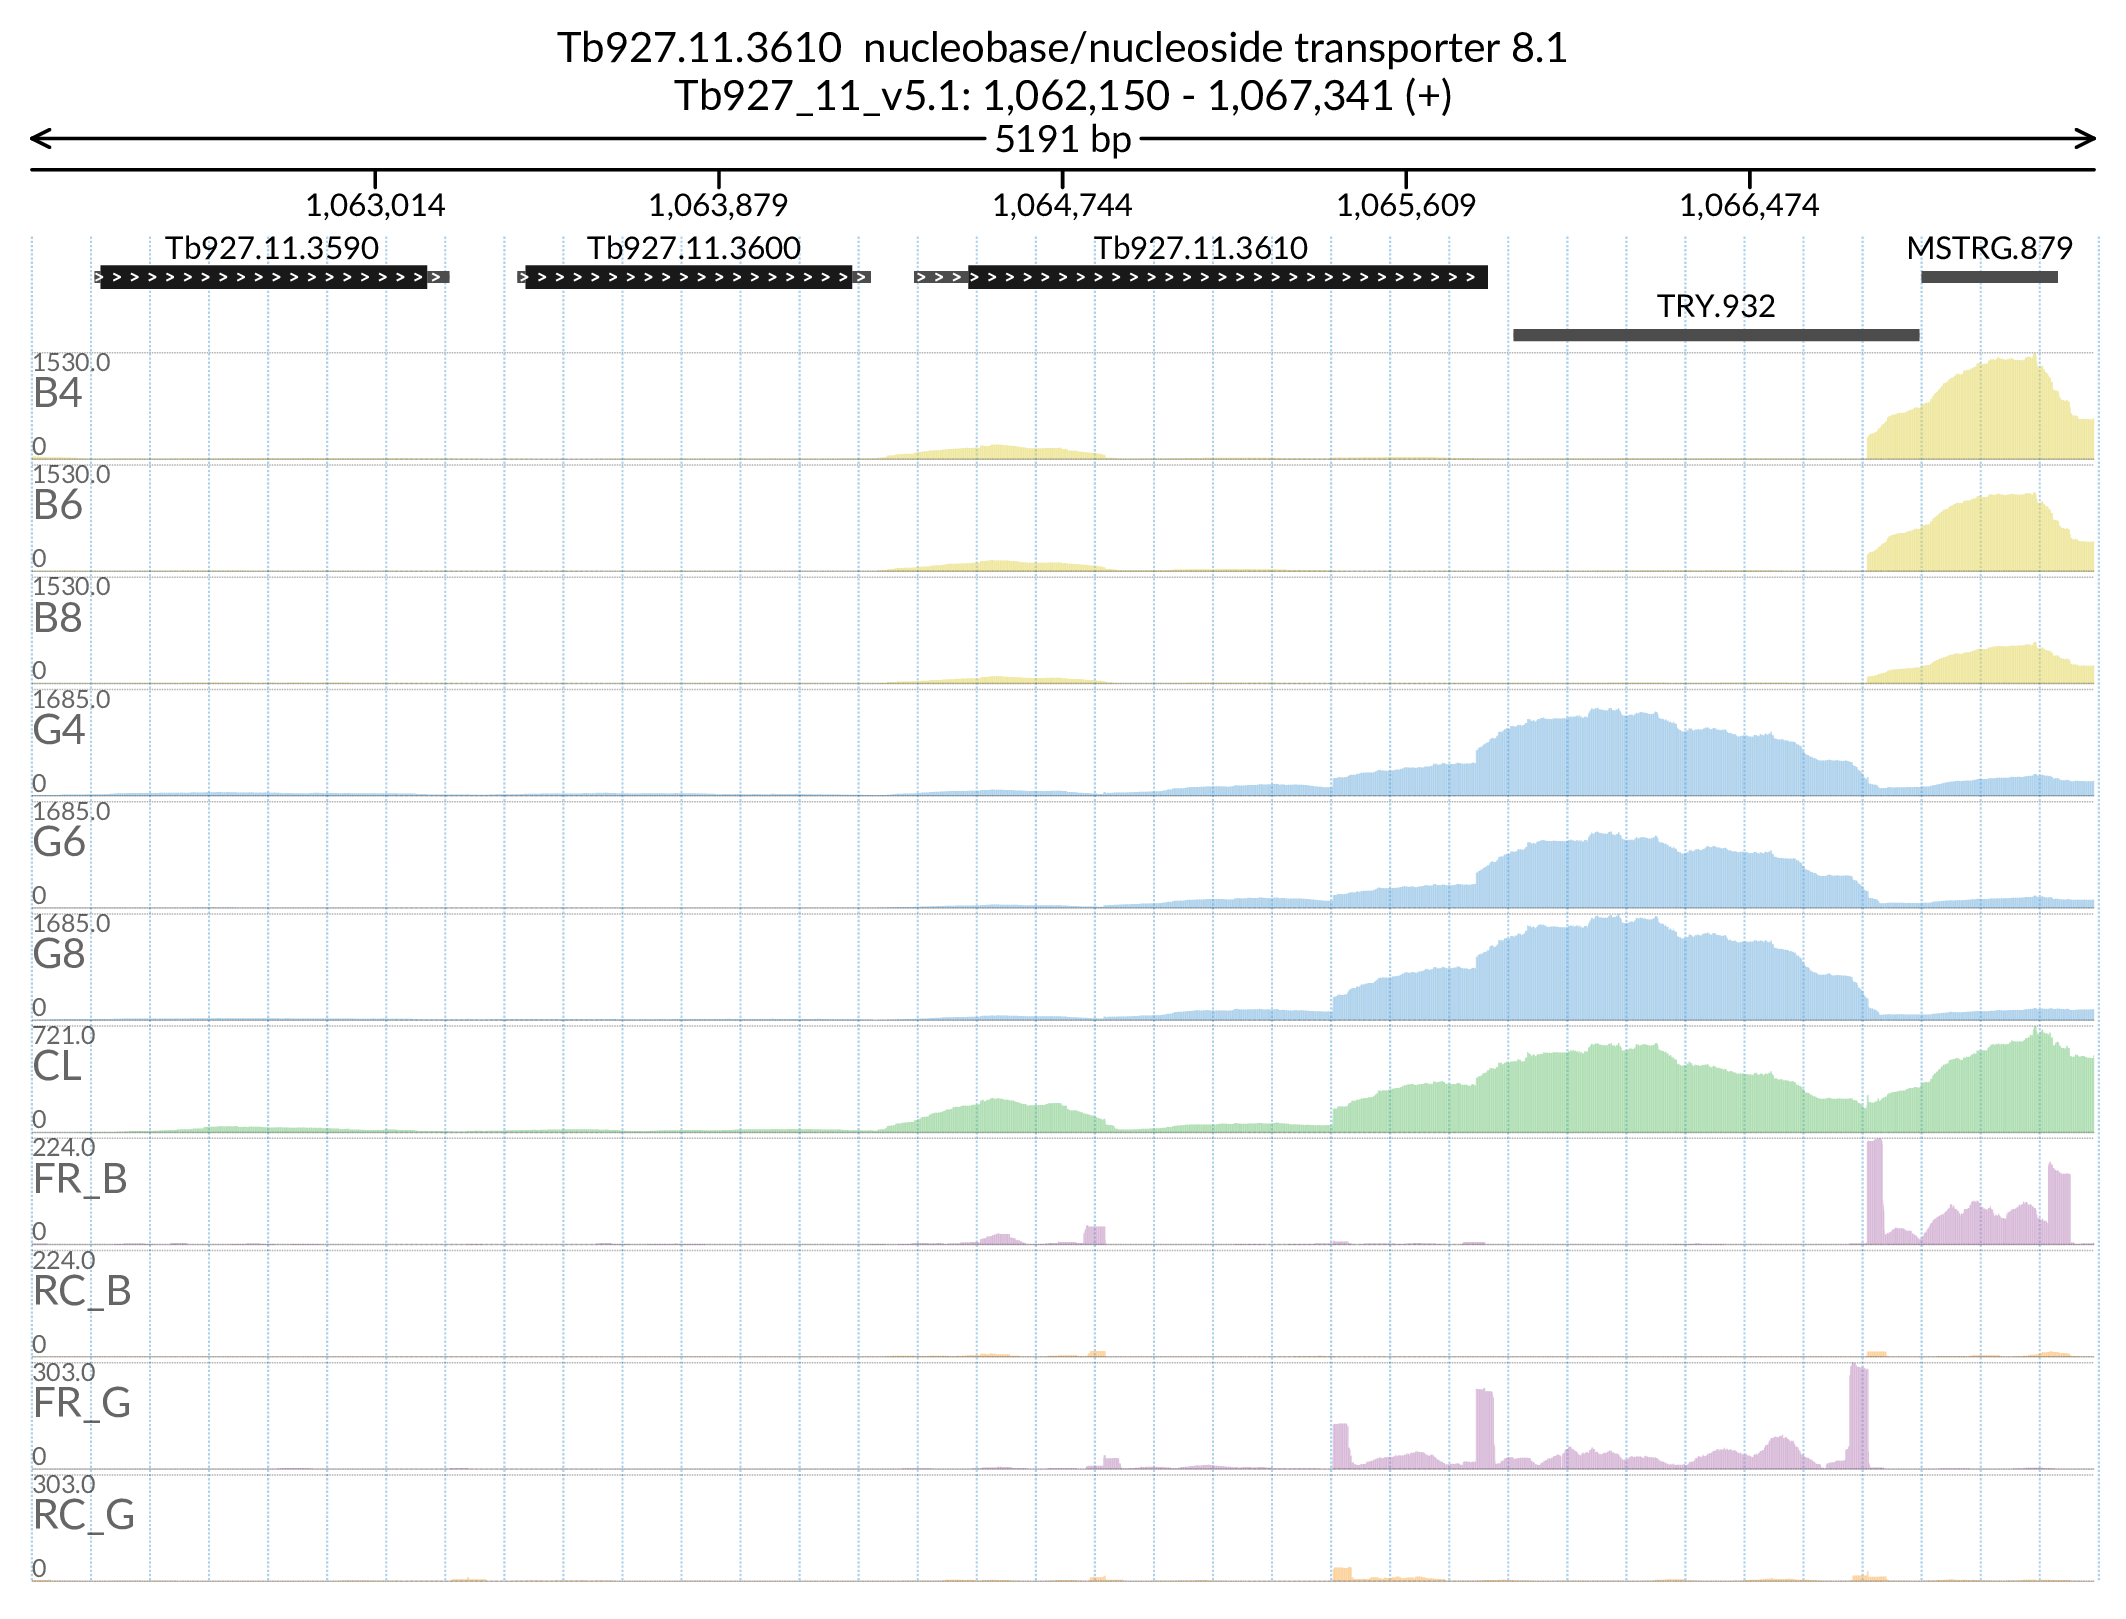 Tb927.11.3610  nucleobase/nucleoside transporter 8.1
Tb927_11_v5.1: 1,062,150 - 1,067,341 (+)
5191 bp
1,063,014 1,063,879 1,064,744 1,065,609 1,066,474
Tb927.11.3590 Tb927.11.3600 Tb927.11.3610 MSTRG.879
TRY.932
1530.0
B4
0
1530.0
B6
0
1530.0
B8
0
1685.0
G4
0
1685.0
G6
0
1685.0
G8
0
721.0
CL
0
224.0
FR_B
0
224.0
RC_B
0
303.0
FR_G
0
303.0
RC_G
0